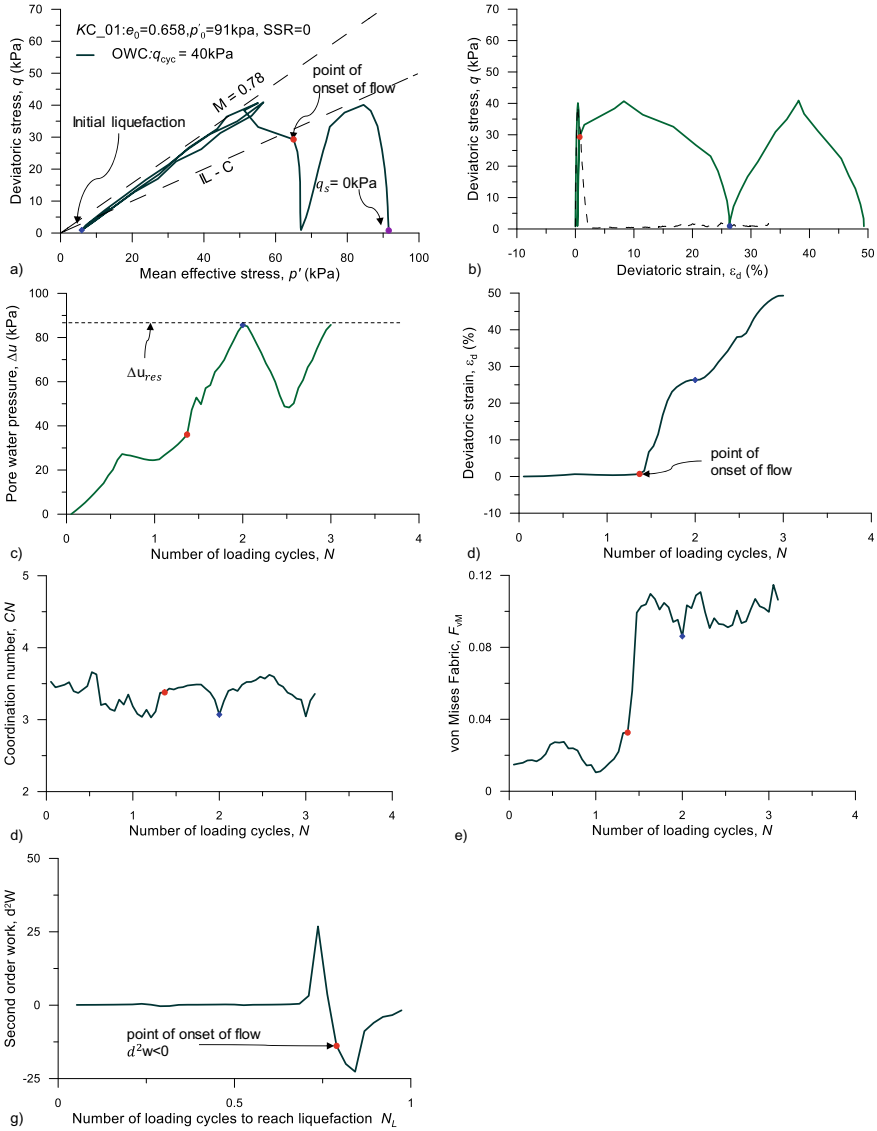 70
60
50
40
30
20
10
0
Deviatoric stress, q (kPa)
KC_01:e0=0.658,p'0=91kPa, SSR=0
OWC:qcyc = 40kPa
point of
onset of flow
M = 0.78
Initial liquefaction
IL - C
qs= 0kPa
0 20 40 60 80 100
a)
Mean effective stress, p' (kPa)
70
60
50
40
30
20
10
0
Deviatoric stress, q (kPa)
-10 0 10 20 30 40 50
b)
Deviatoric strain, εd (%)
100
80
60
40
20
0
Pore water pressure, Δu (kPa)
Δures
0 1 2 3 4
c)
Number of loading cycles, N
50
40
30
20
10
0
-10
Deviatoric strain, εd (%)
point of
onset of flow
0 1 2 3 4
d)
Number of loading cycles, N
5
4
3
2
Coordination number, CN
0 1 2 3 4
d)
Number of loading cycles, N
0.12
0.08
0.04
0
von Mises Fabric, FvM
0 1 2 3 4
e)
Number of loading cycles, N
50
25
0
-25
Second order work, d²W
point of onset of flow
d²w<0
0 0.5 1
g)
Number of loading cycles to reach liquefaction NL